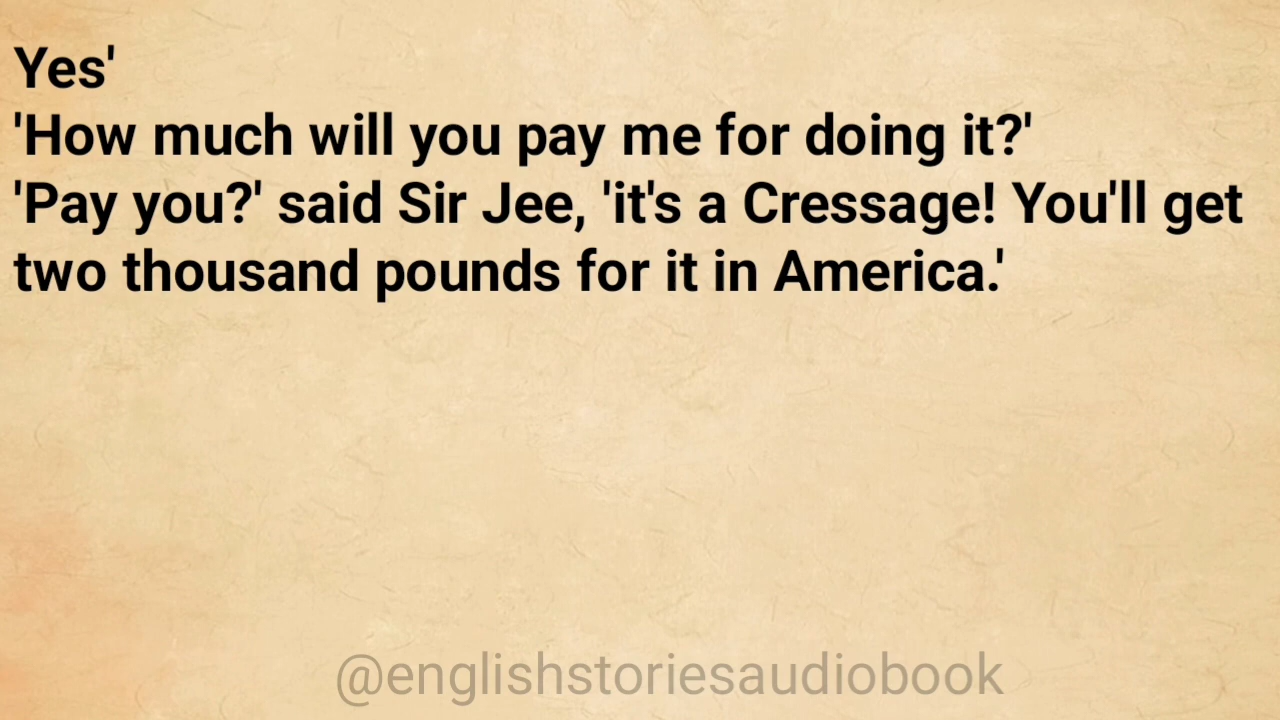 Yes'
'How much will you pay me for doing it?'
'Pay you?' said Sir Jee, 'it's a Cressage! You'll get
two thousand pounds for it in America.'
@englishstoriesaudiobook